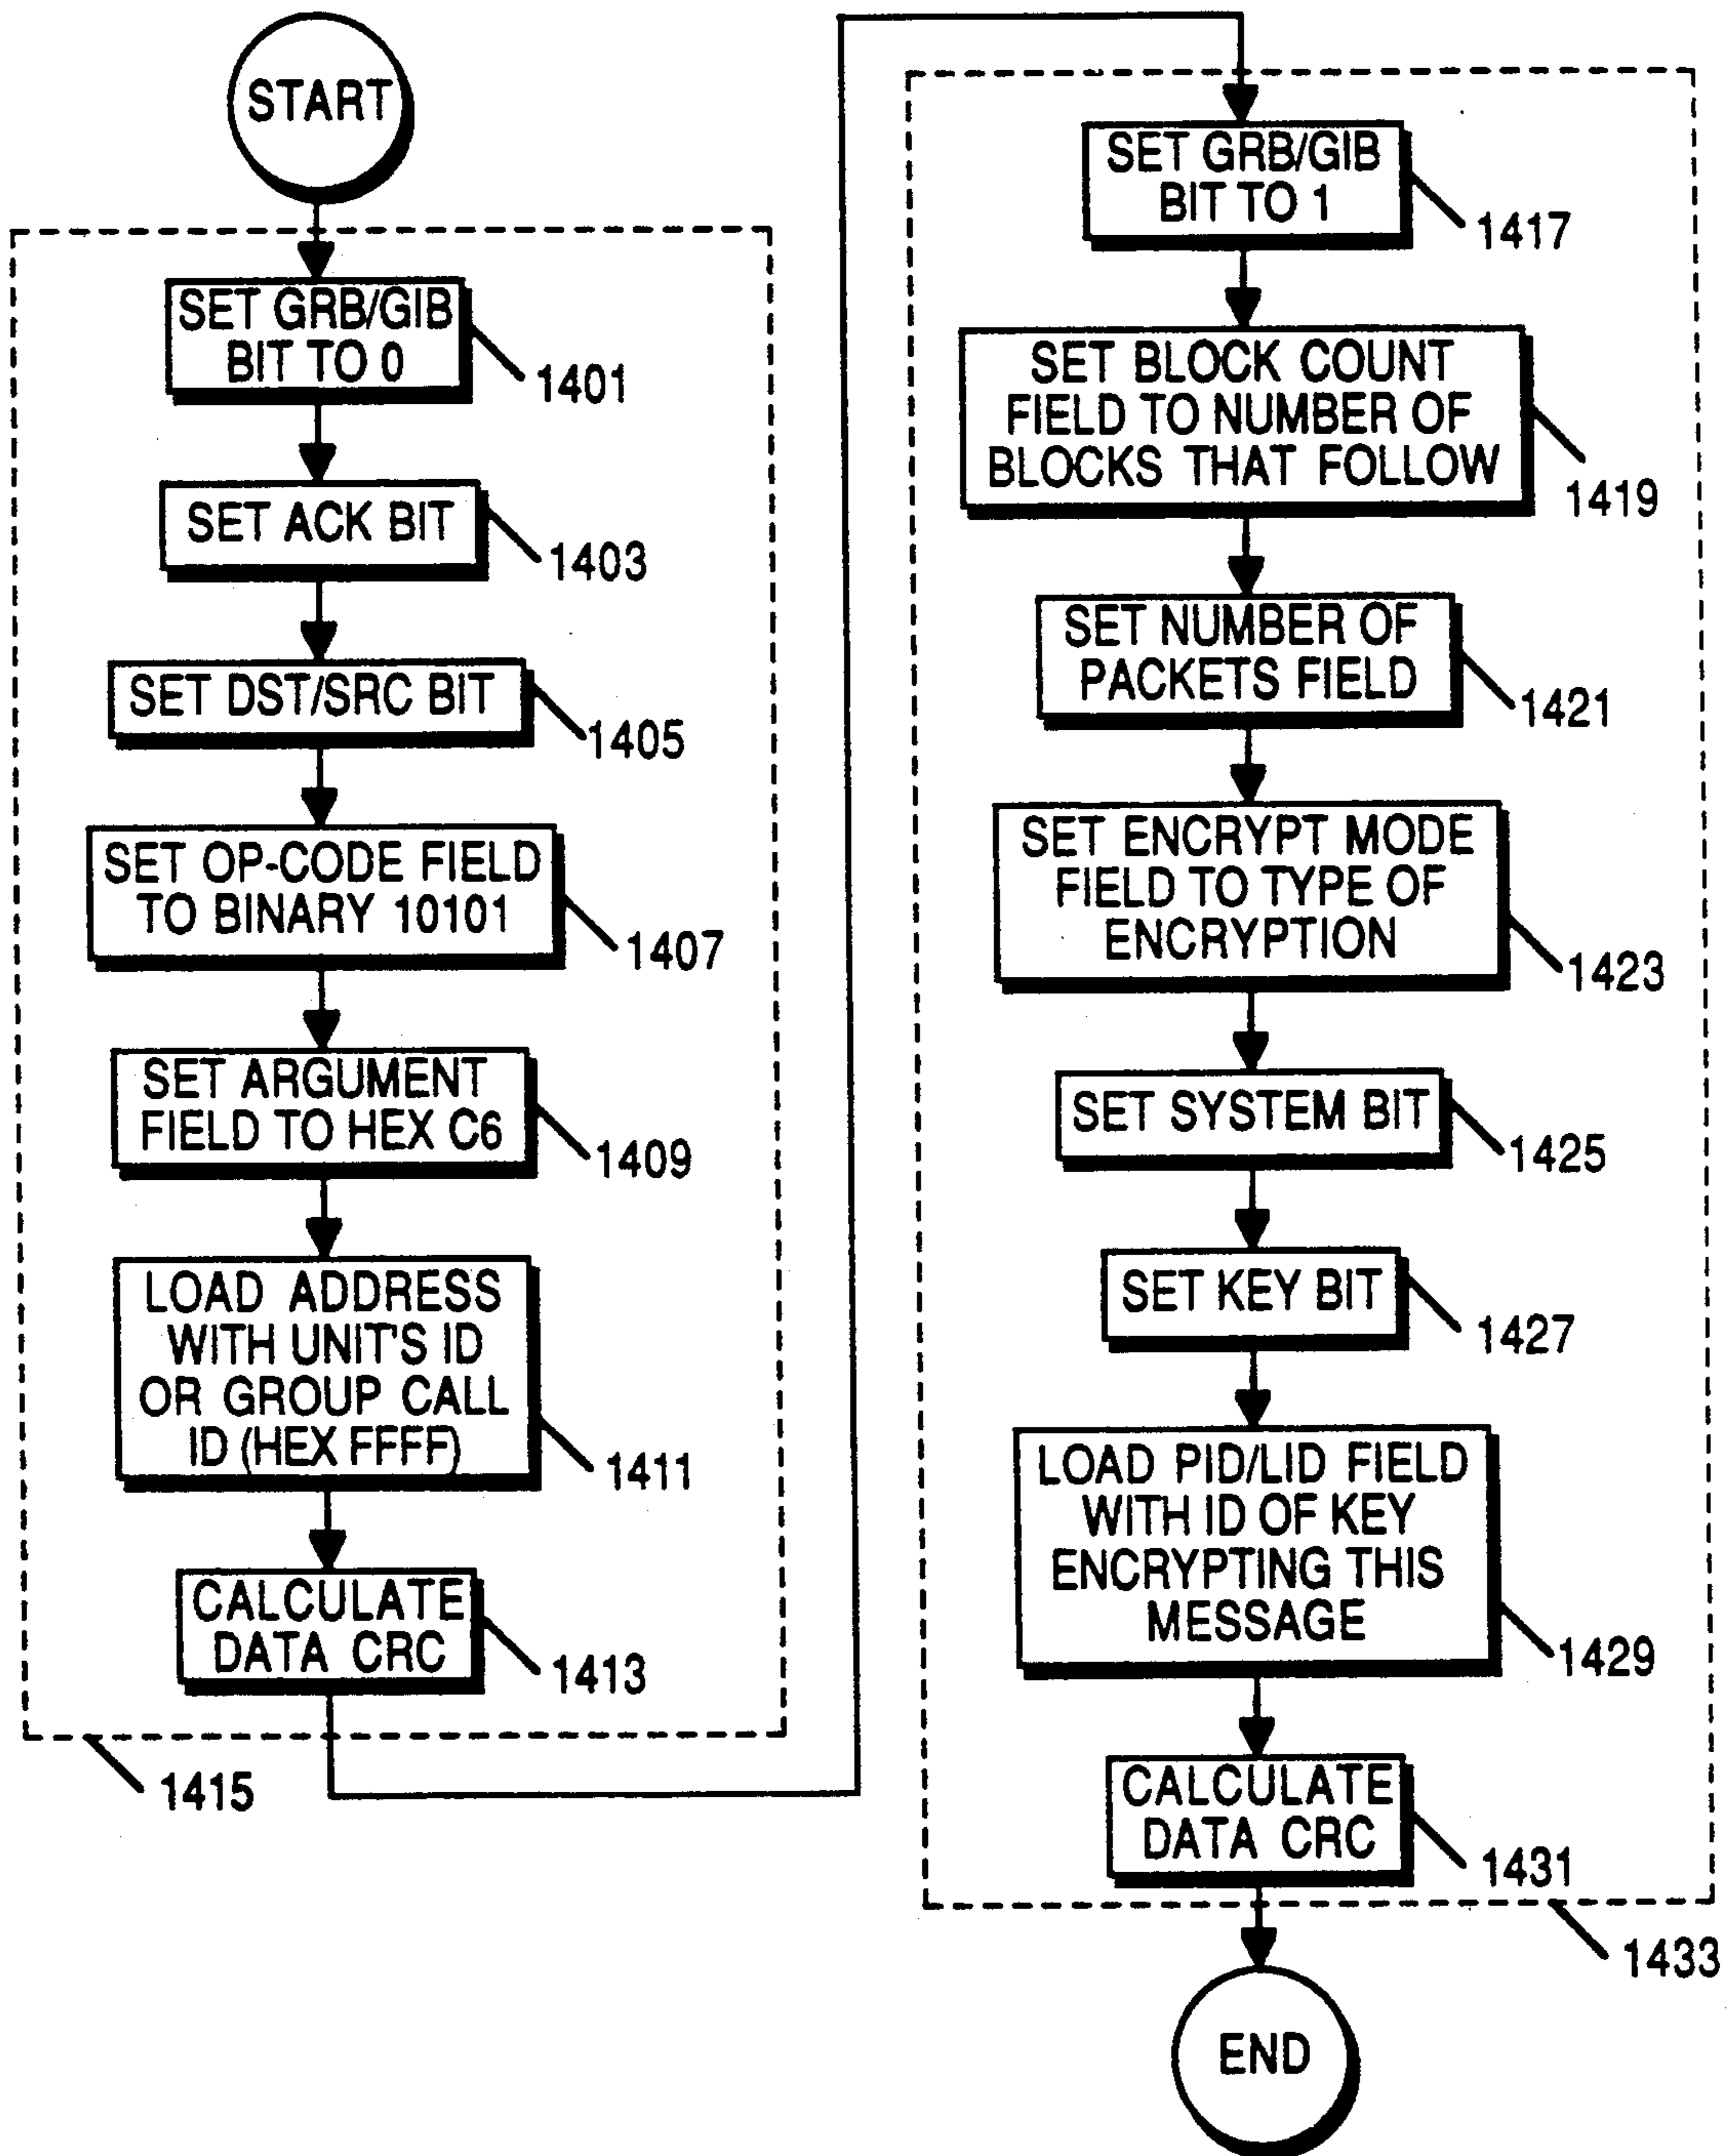 START
SET GRB/GIB
BIT TO 0
1401
SET ACK BIT
1403
SET DST/SRC BIT
1405
SET OP-CODE FIELD
TO BINARY 10101
1407
SET ARGUMENT
FIELD TO HEX C6
1409
LOAD ADDRESS
WITH UNIT'S ID
OR GROUP CALL
ID (HEX FFFF)
1411
CALCULATE
DATA CRC
1413
1415
SET GRB/GIB
BIT TO 1
1417
SET BLOCK COUNT
FIELD TO NUMBER OF
BLOCKS THAT FOLLOW
1419
SET NUMBER OF
PACKETS FIELD
1421
SET ENCRYPT MODE
FIELD TO TYPE OF
ENCRYPTION
1423
SET SYSTEM BIT
1425
SET KEY BIT
1427
LOAD PID/LID FIELD
WITH ID OF KEY
ENCRYPTING THIS
MESSAGE
1429
CALCULATE
DATA CRC
1431
1433
END